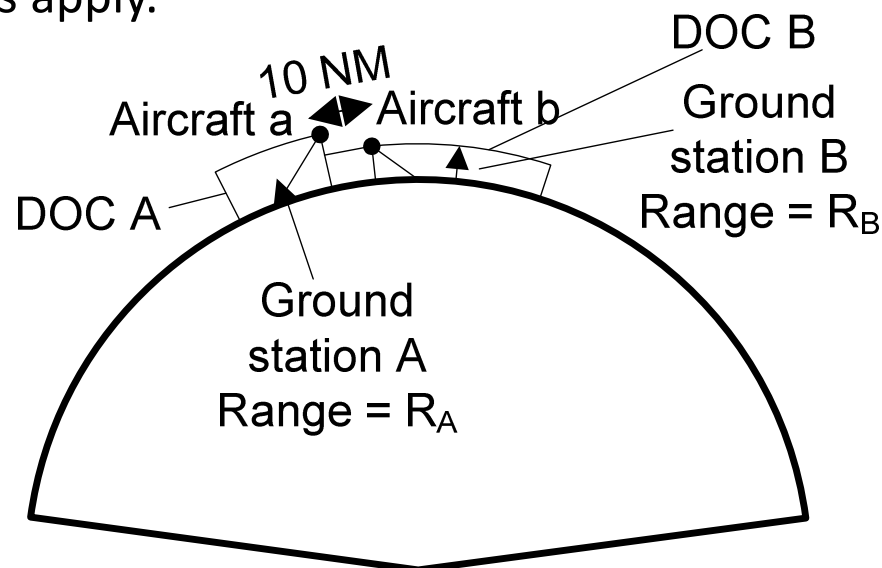 s apply.
DOC B
10 NM
Aircraft a
Aircraft b
Ground
station B
Range = R_B
DOC A
Ground
station A
Range = R_A